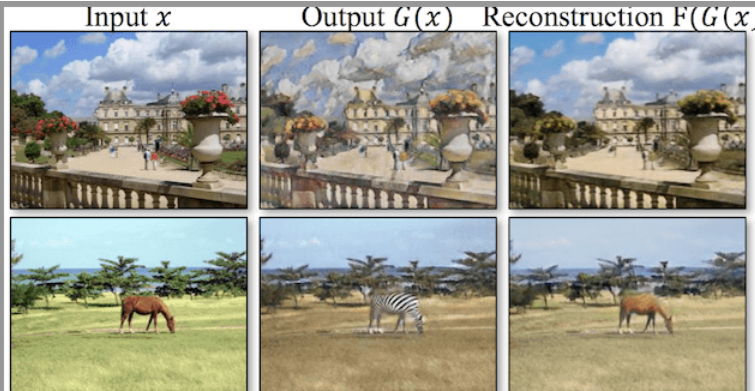 Input x Output G(x) Reconstruction F(G(x)